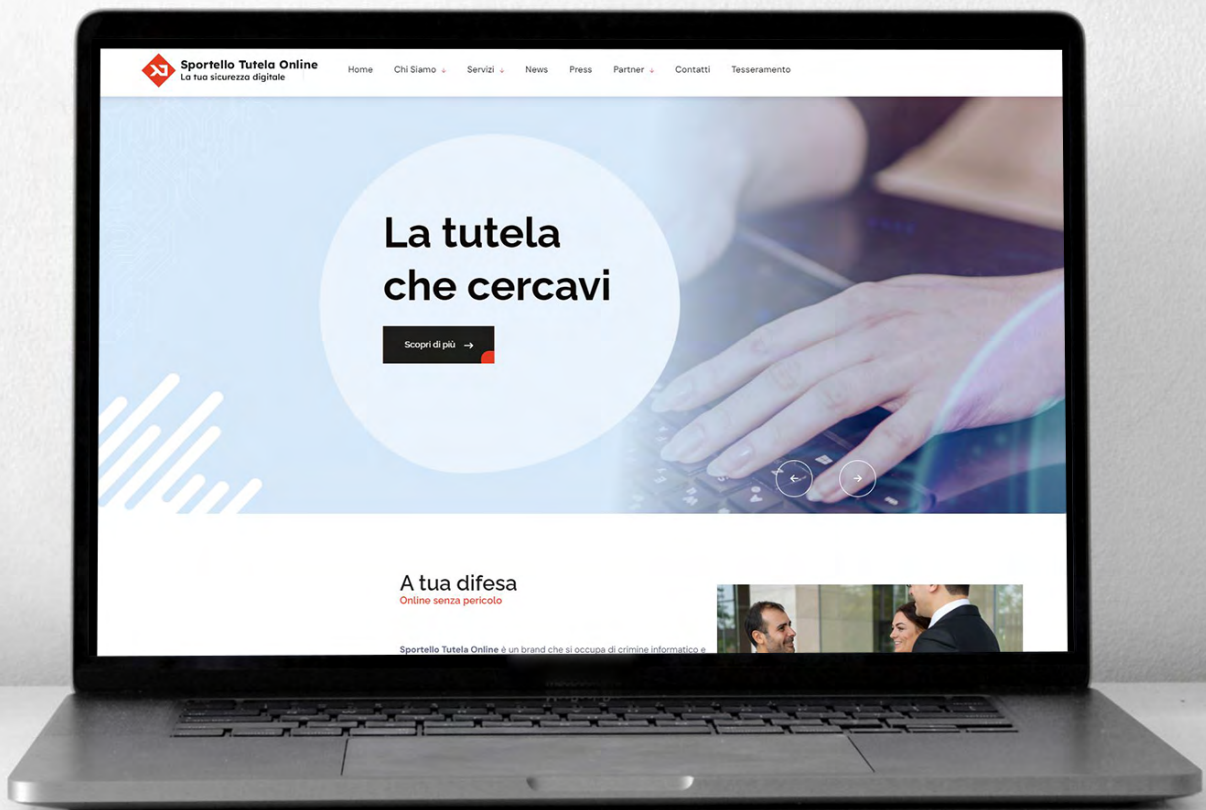 Sportello Tutela Online
La tua sicurezza digitale
Home Chi Siamo Servizi News Press Partner Contatti Tesseramento
La tutela
che cercavi
Scopri di più
A tua difesa
Online senza pericolo
Sportello Tutela Online è un brand che si occupa di crimine informatico e